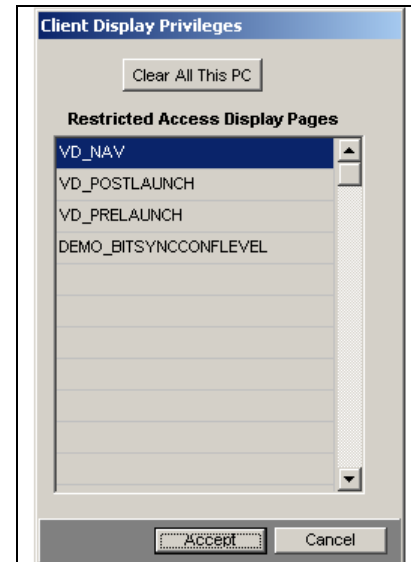 Client Display Privileges
Clear All This PC
Restricted Access Display Pages
VD_NAV
VD_POSTLAUNCH
VD_PRELAUNCH
DEMO_BITSYNCCONFLEVEL
Accept Cancel